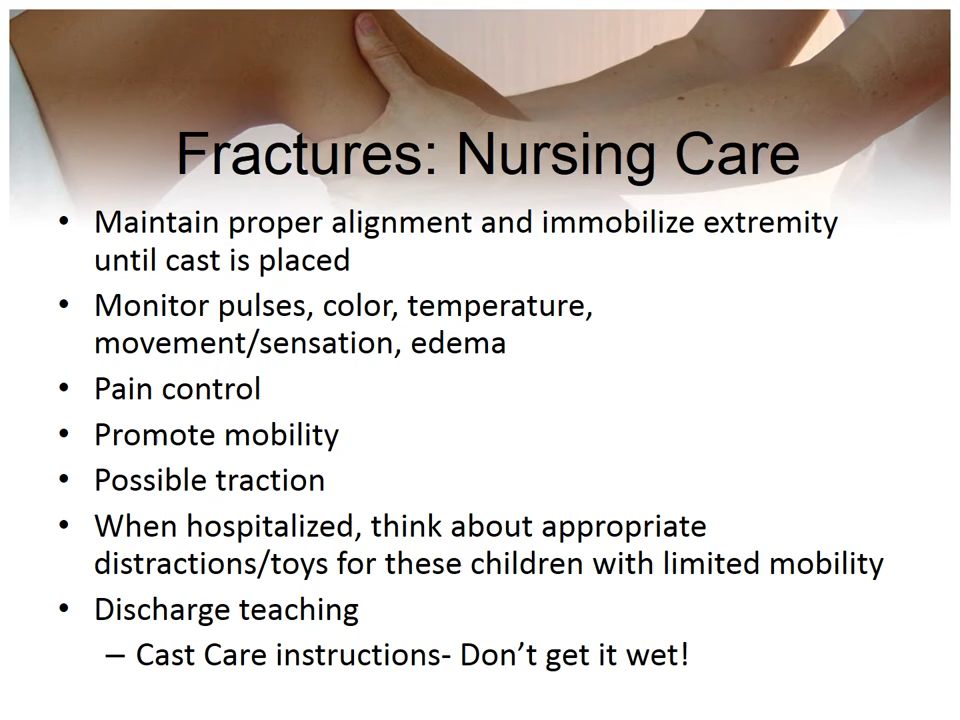 Fractures: Nursing Care
• Maintain proper alignment and immobilize extremity
until cast is placed
• Monitor pulses, color, temperature,
movement/sensation, edema
• Pain control
• Promote mobility
• Possible traction
• When hospitalized, think about appropriate
distractions/toys for these children with limited mobility
• Discharge teaching
– Cast Care instructions- Don’t get it wet!